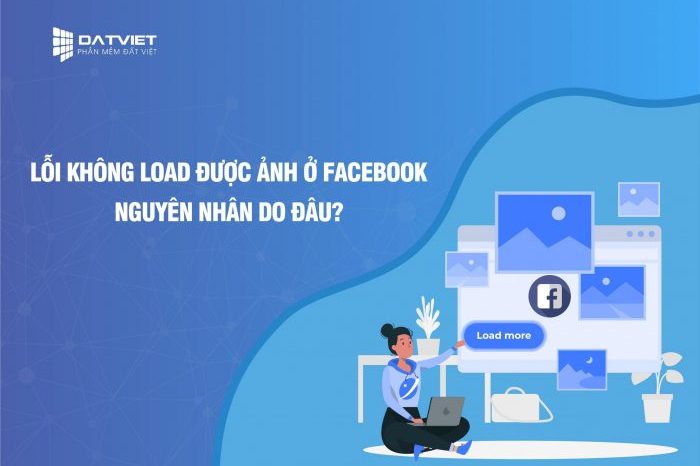 DATVIET
PHẦN MỀM ĐẤT VIỆT
LỖI KHÔNG LOAD ĐƯỢC ẢNH Ở FACEBOOK
NGUYÊN NHÂN DO ĐÂU?
Load more